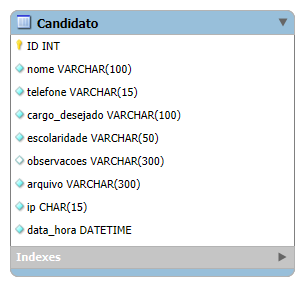 Candidato
ID INT
nome VARCHAR(100)
telefone VARCHAR(15)
cargo_desejado VARCHAR(100)
escolaridade VARCHAR(50)
observacoes VARCHAR(300)
arquivo VARCHAR(300)
ip CHAR(15)
data_hora DATETIME
Indexes